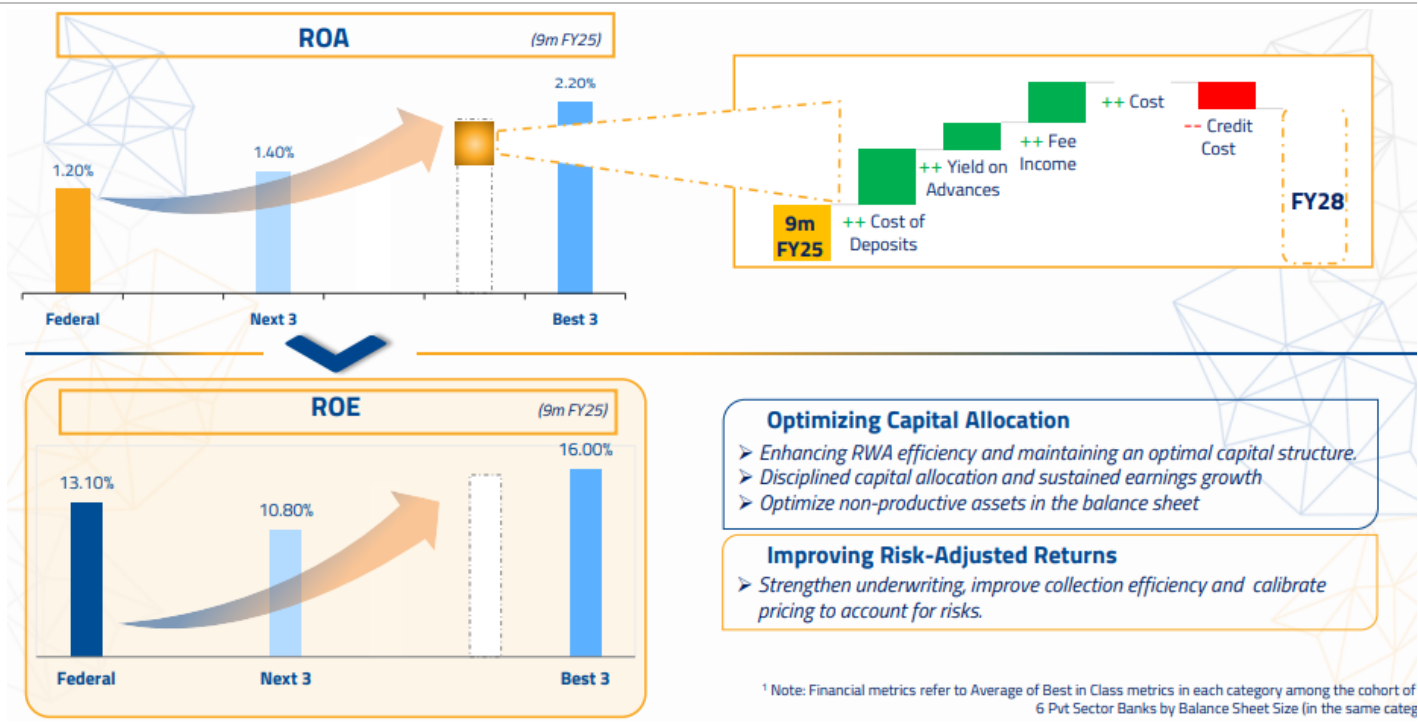 ROA
(9m FY25)
1.20%
1.40%
2.20%
Federal
Next 3
Best 3
9m
FY25
++ Cost of
Deposits
++ Yield on
Advances
++ Fee
Income
++ Cost
-- Credit
Cost
FY28
ROE
(9m FY25)
13.10%
10.80%
16.00%
Federal
Next 3
Best 3
Optimizing Capital Allocation
➢ Enhancing RWA efficiency and maintaining an optimal capital structure.
➢ Disciplined capital allocation and sustained earnings growth
➢ Optimize non-productive assets in the balance sheet
Improving Risk-Adjusted Returns
➢ Strengthen underwriting, improve collection efficiency and calibrate
pricing to account for risks.
¹ Note: Financial metrics refer to Average of Best in Class metrics in each category among the cohort of
6 Pvt Sector Banks by Balance Sheet Size (in the same categ